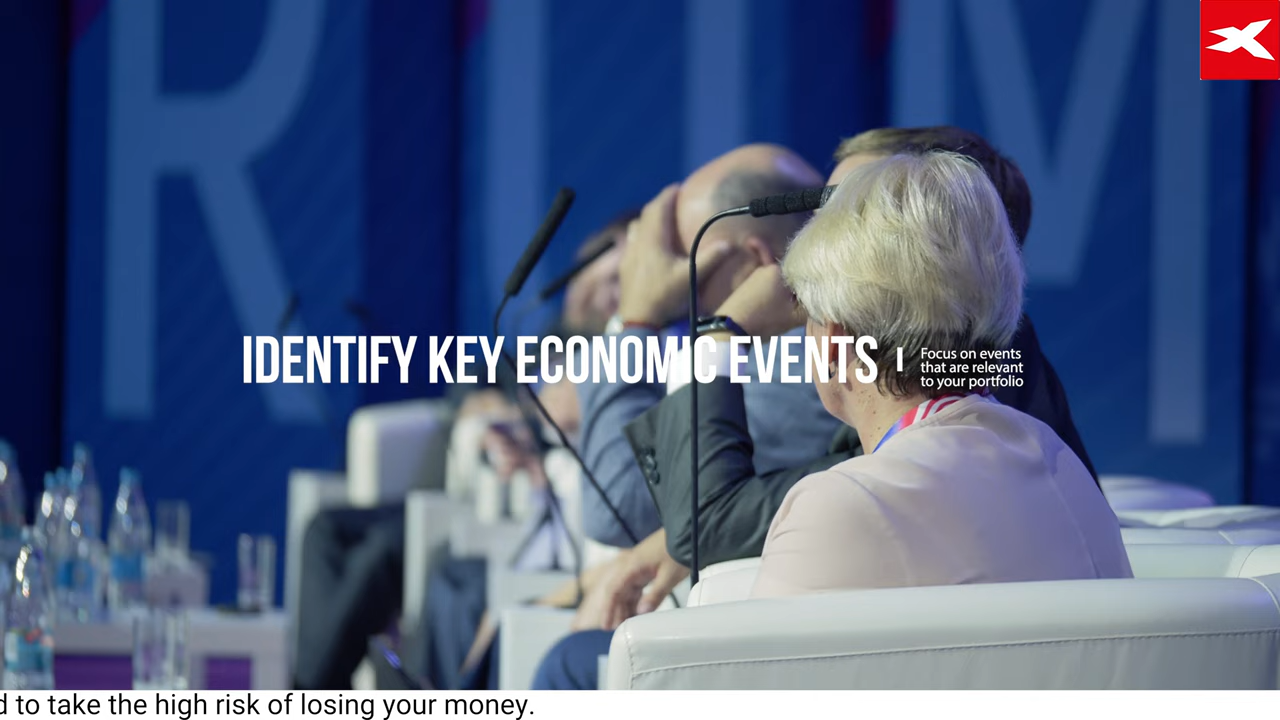 IDENTIFY KEY ECONOMIC EVENTS
Focus on events
that are relevant
to your portfolio
d to take the high risk of losing your money.